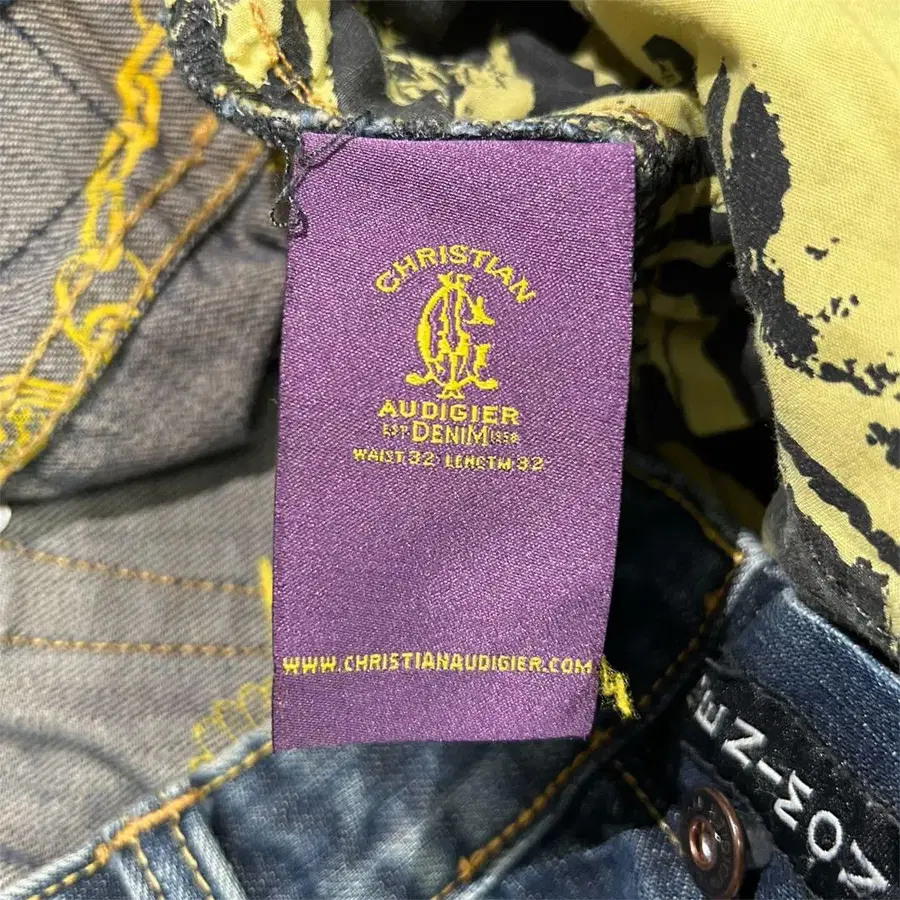 CHRISTIAN
AUDIGIER
EST DENIM 1958
WAIST 32 LENGTH 32
WWW.CHRISTIANAUDIGIER.COM